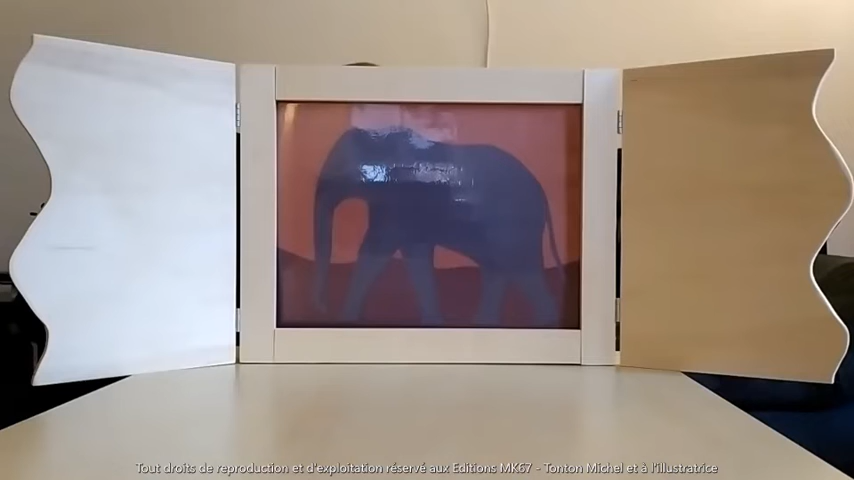 Tout droits de reproduction et d'exploitation réservé aux Editions MK67 - Tonton Michel et à l'illustratrice